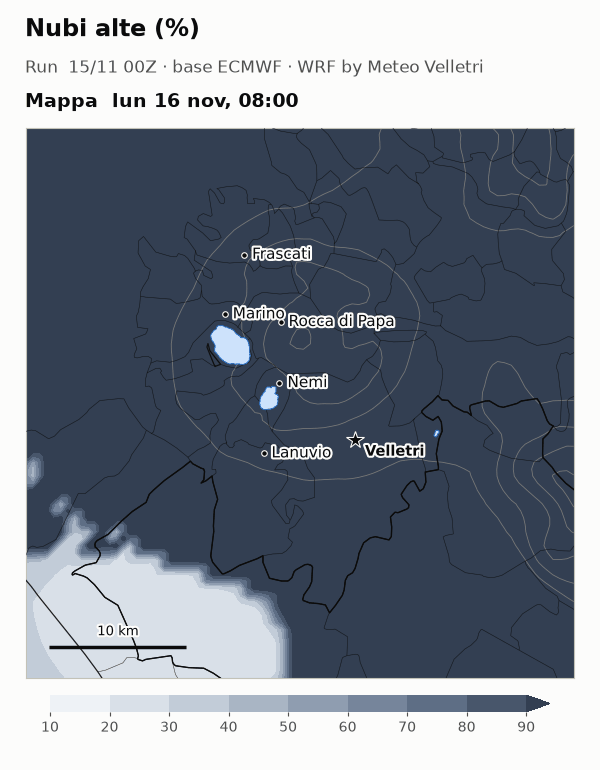 Nubi alte (%)
Run  15/11 00Z · base ECMWF · WRF by Meteo Velletri
Mappa  lun 16 nov, 08:00
Frascati
Marino
Rocca di Papa
Nemi
Velletri
Lanuvio
10 km
10 20 30 40 50 60 70 80 90